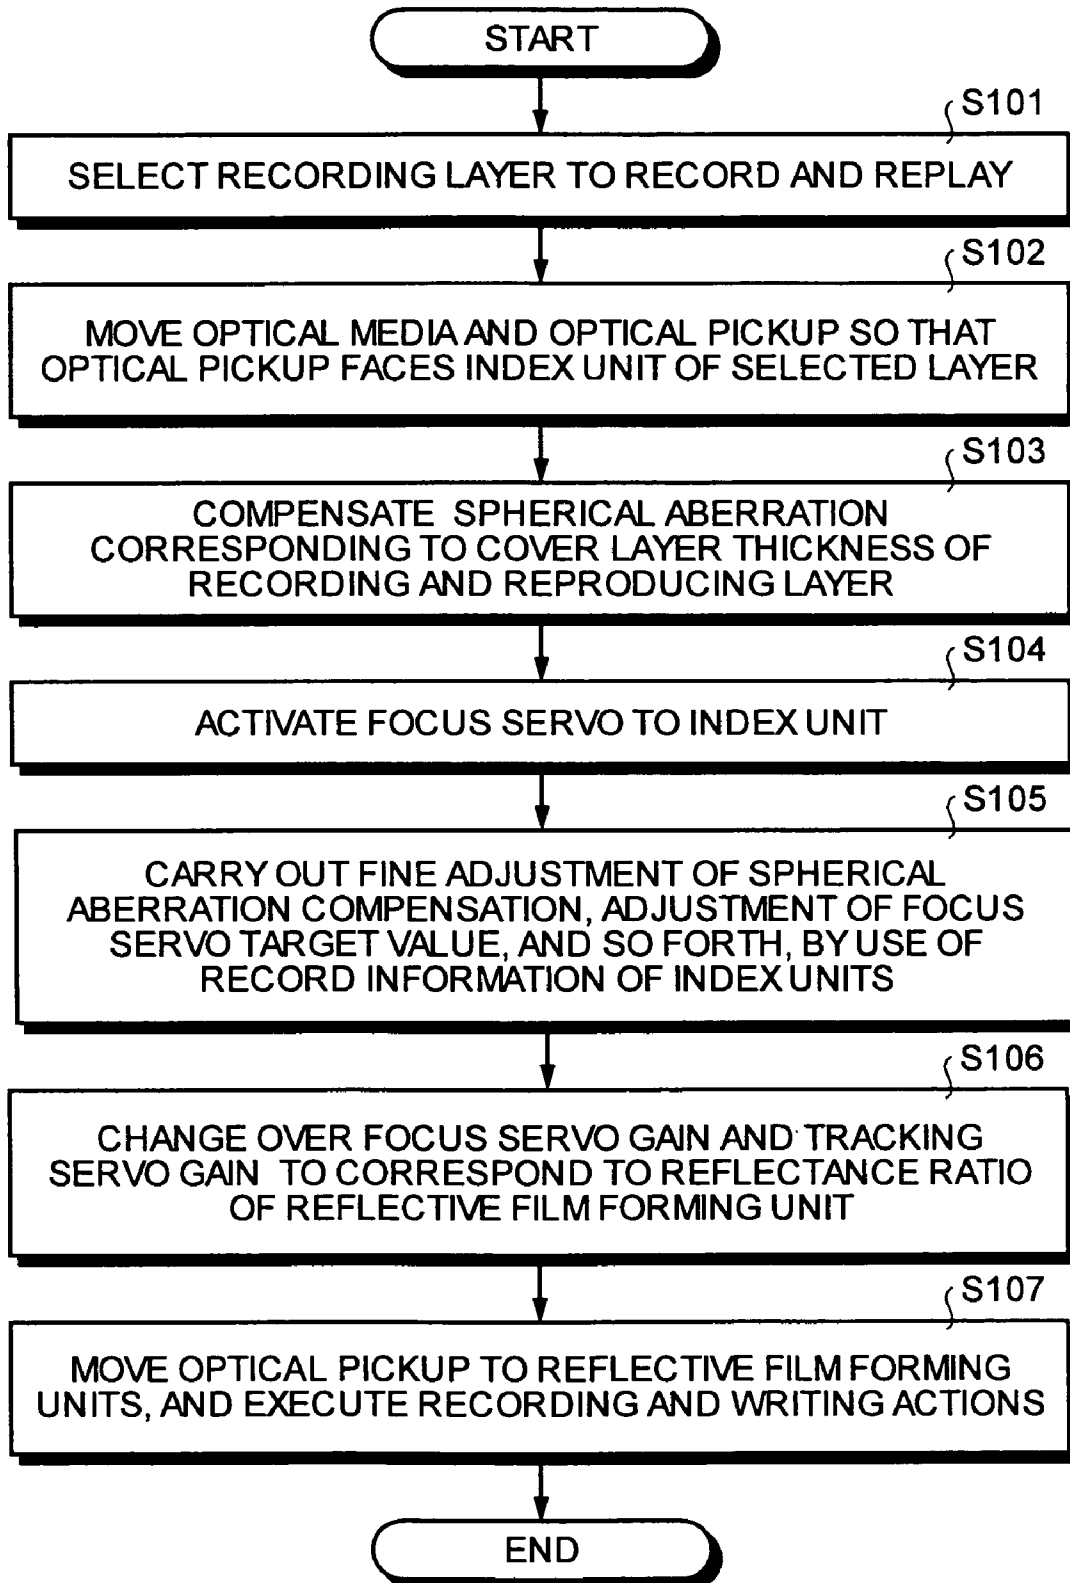 START
S101
SELECT RECORDING LAYER TO RECORD AND REPLAY
S102
MOVE OPTICAL MEDIA AND OPTICAL PICKUP SO THAT
OPTICAL PICKUP FACES INDEX UNIT OF SELECTED LAYER
S103
COMPENSATE SPHERICAL ABERRATION
CORRESPONDING TO COVER LAYER THICKNESS OF
RECORDING AND REPRODUCING LAYER
S104
ACTIVATE FOCUS SERVO TO INDEX UNIT
S105
CARRY OUT FINE ADJUSTMENT OF SPHERICAL
ABERRATION COMPENSATION, ADJUSTMENT OF FOCUS
SERVO TARGET VALUE, AND SO FORTH, BY USE OF
RECORD INFORMATION OF INDEX UNITS
S106
CHANGE OVER FOCUS SERVO GAIN AND TRACKING
SERVO GAIN TO CORRESPOND TO REFLECTANCE RATIO
OF REFLECTIVE FILM FORMING UNIT
S107
MOVE OPTICAL PICKUP TO REFLECTIVE FILM FORMING
UNITS, AND EXECUTE RECORDING AND WRITING ACTIONS
END